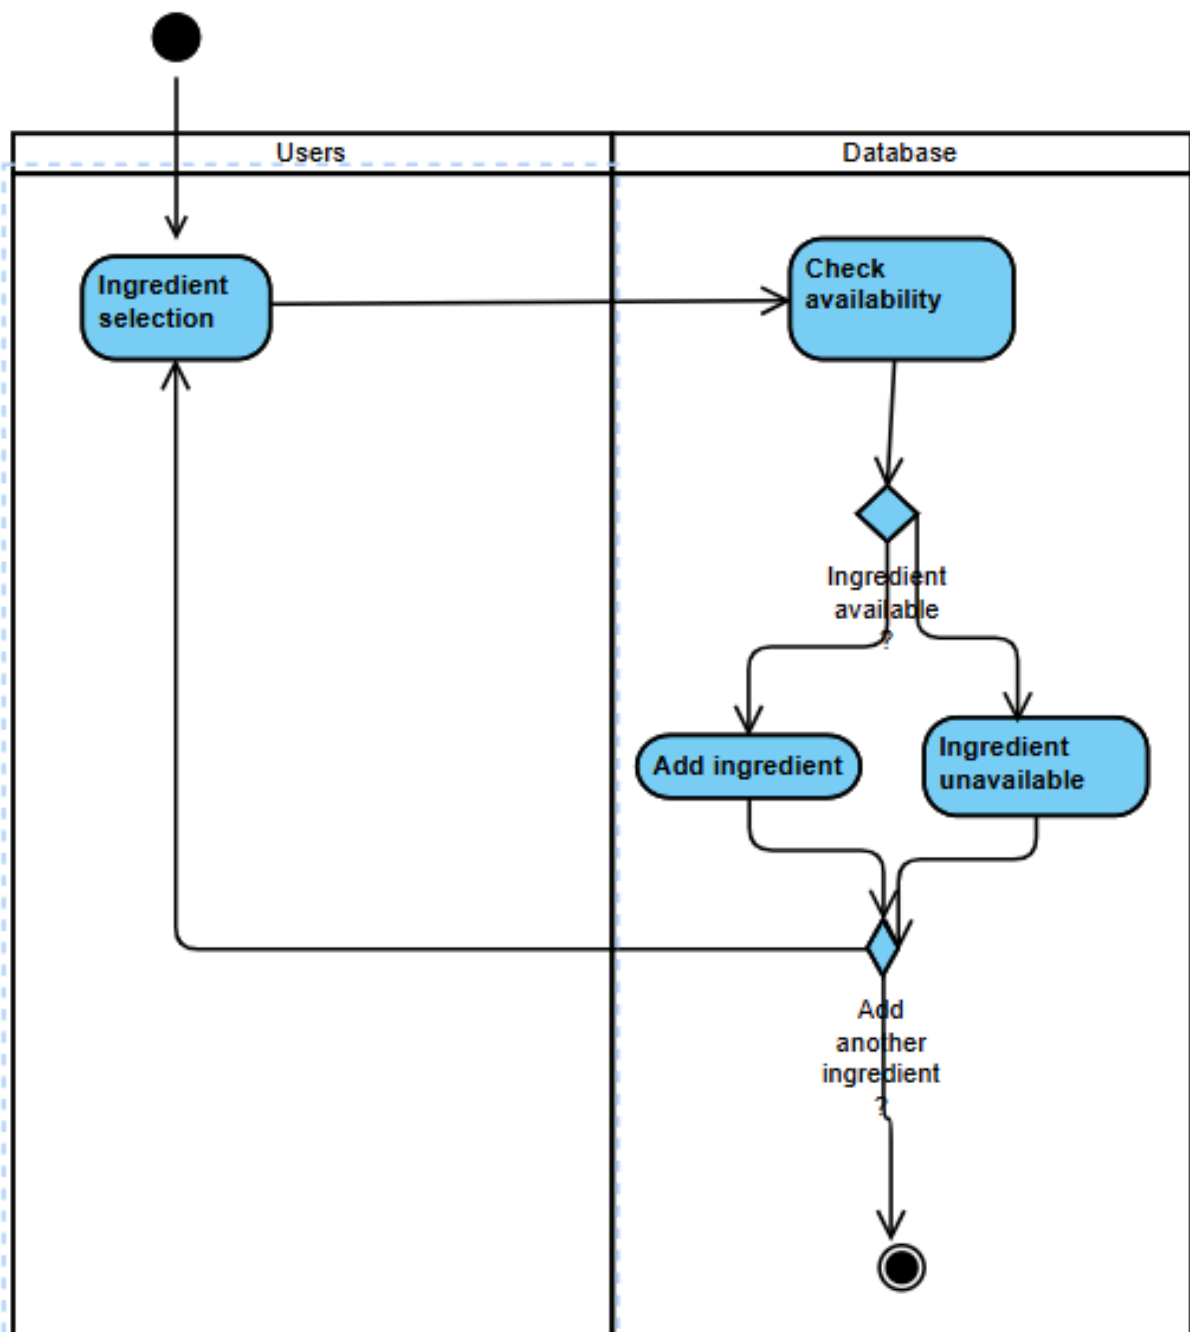 Users
Database
Ingredient
selection
Check
availability
Ingredient
available
?
Add ingredient
Ingredient
unavailable
Add
another
ingredient
?